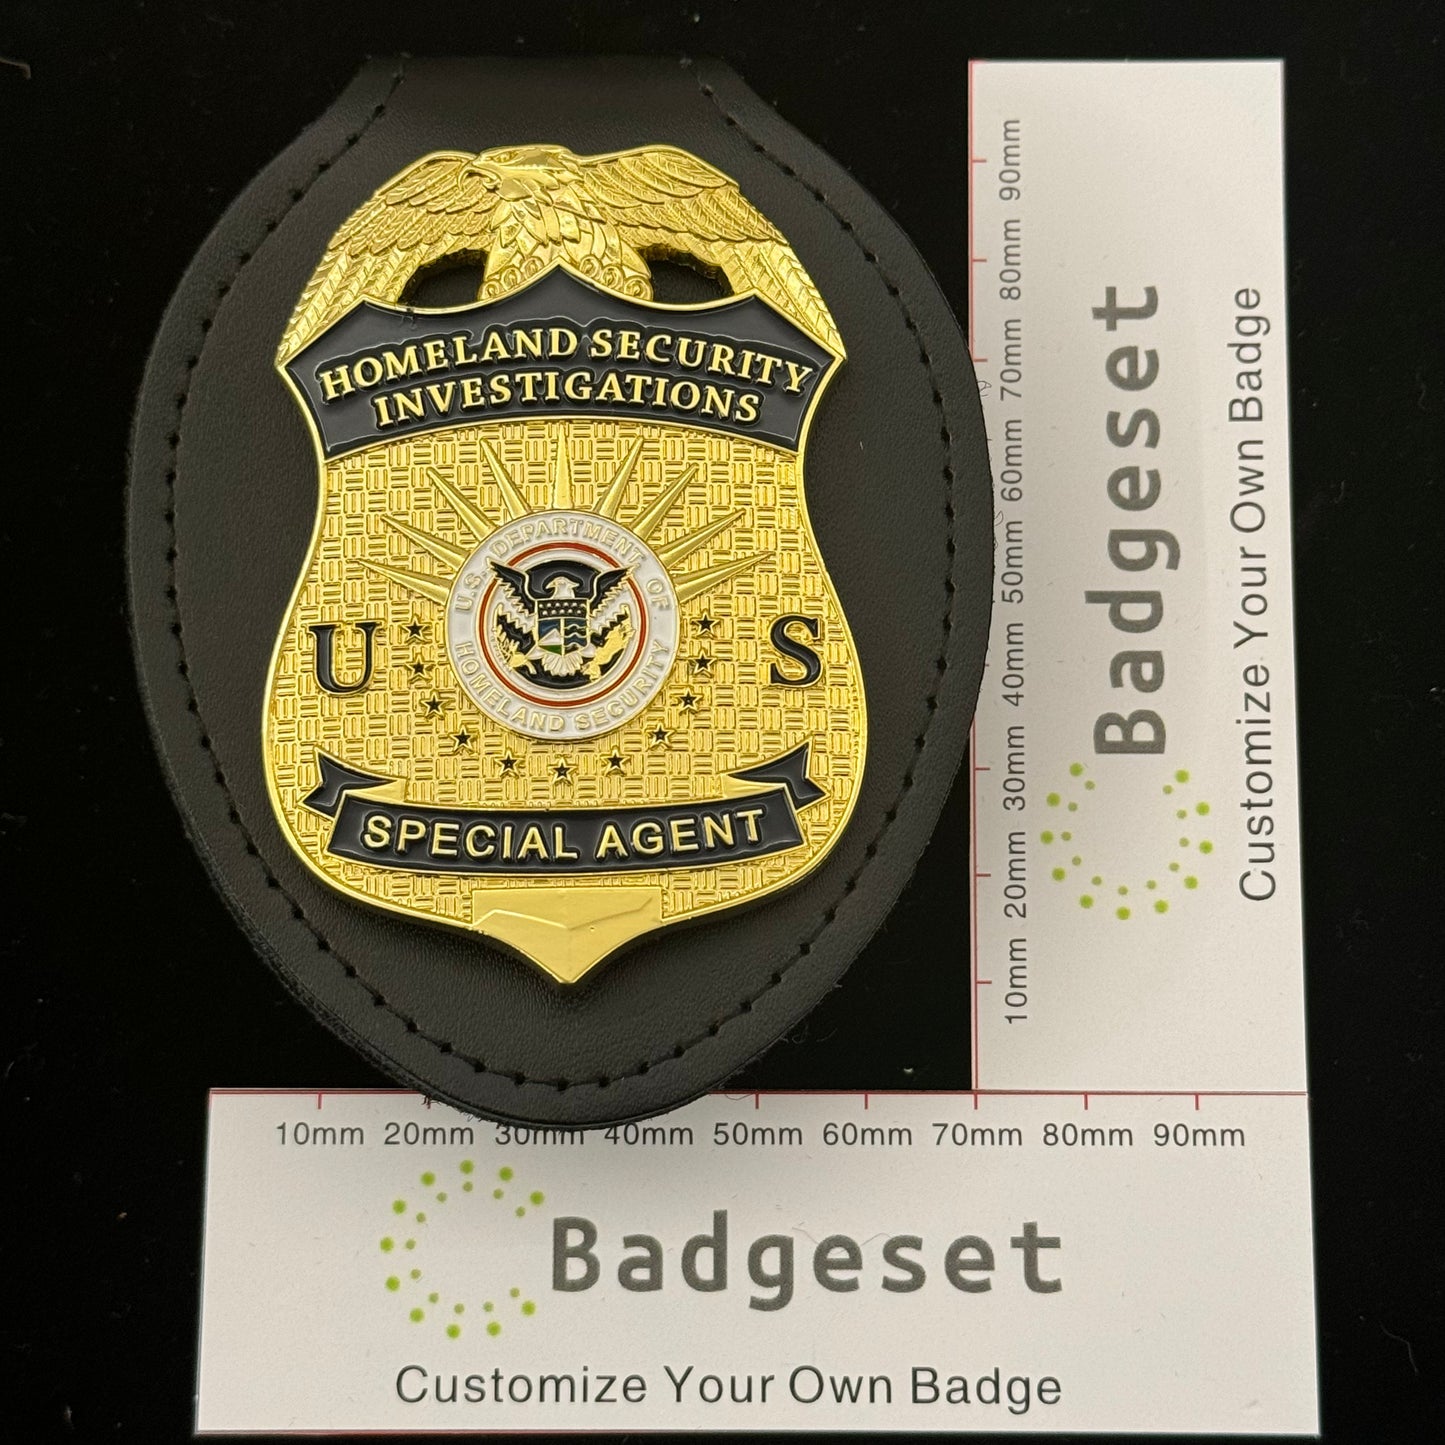 HOMELAND SECURITY
INVESTIGATIONS
U.S. DEPARTMENT OF
HOMELAND SECURITY
U S
SPECIAL AGENT
90mm
80mm
70mm
60mm
50mm
40mm
30mm
20mm
10mm
Badgeset
Customize Your Own Badge
10mm 20mm 30mm 40mm 50mm 60mm 70mm 80mm 90mm
Badgeset
Customize Your Own Badge